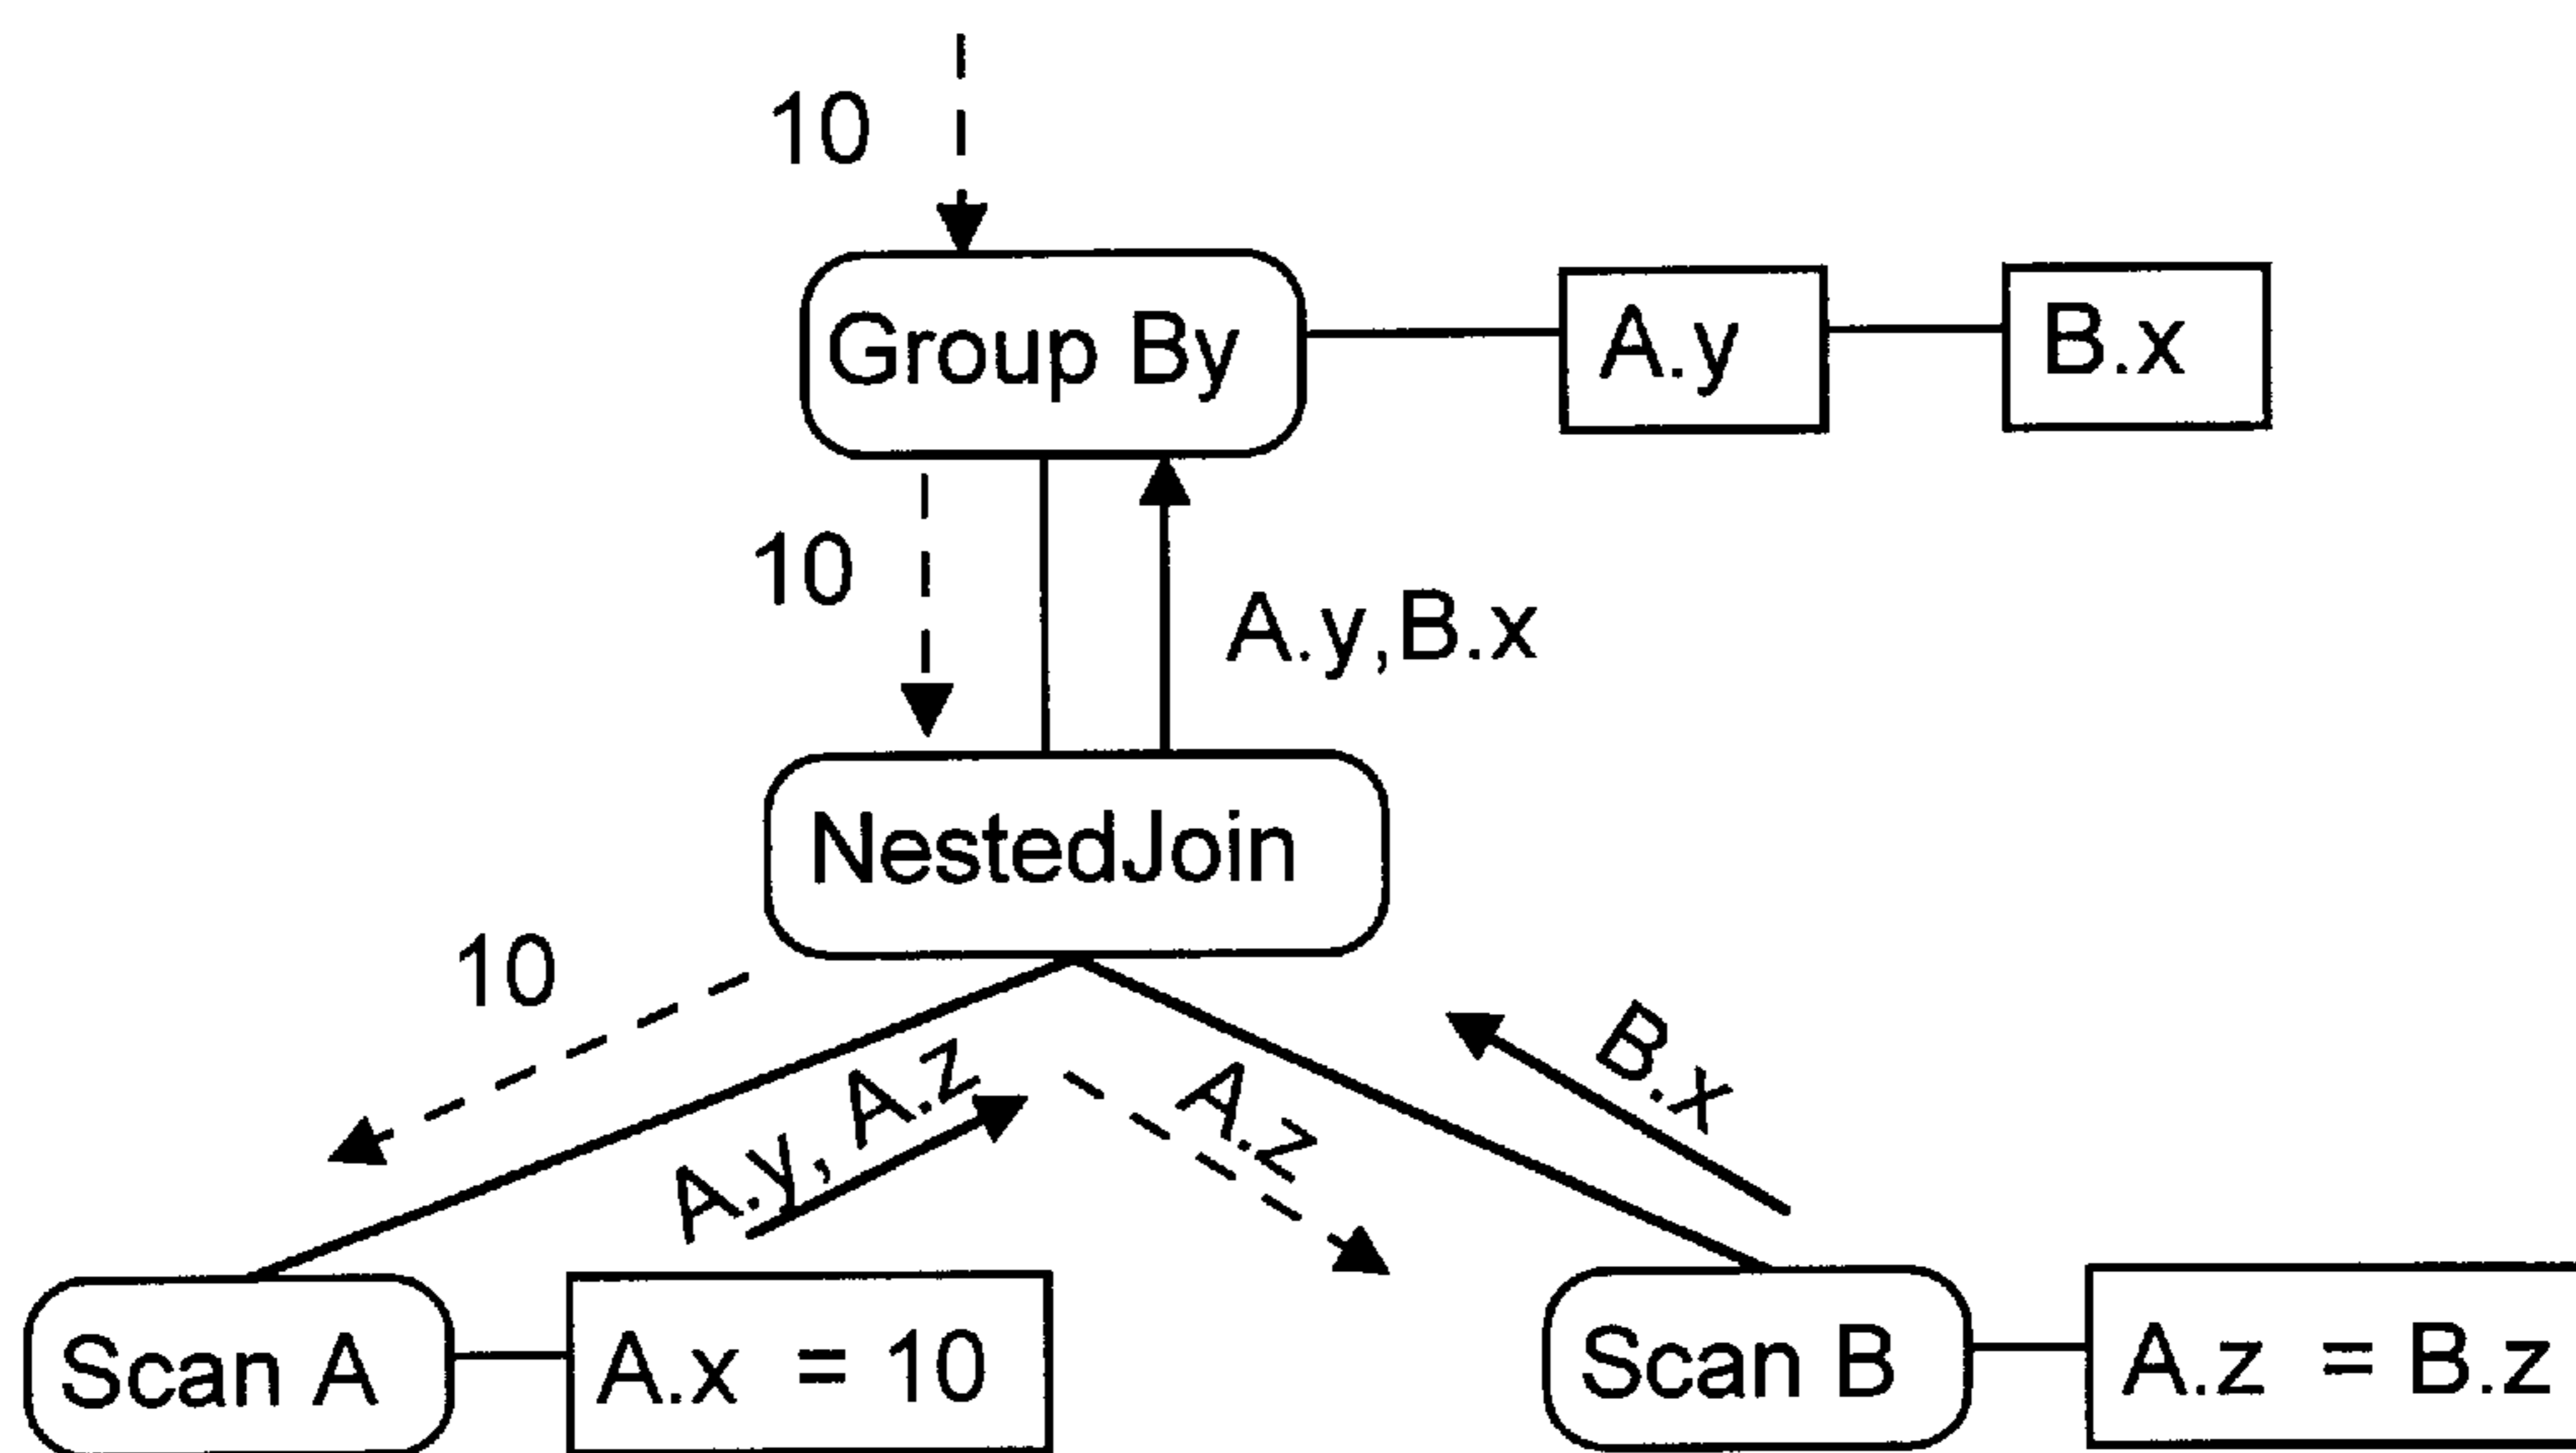 10
Group By
A.y
B.x
10
A.y,B.x
NestedJoin
10
A.y, A.z
A.z
B.x
Scan A
A.x = 10
Scan B
A.z = B.z